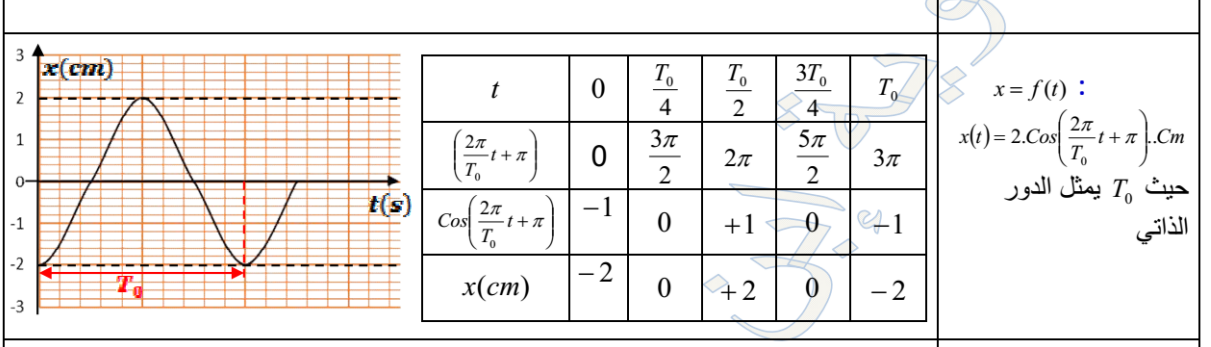 x = f(t) :
x(t) = 2.Cos(2π/T₀ t + π)..Cm
حيث T₀ يمثل الدور
الذاتي
t 0 T₀/4 T₀/2 3T₀/4 T₀
(2π/T₀ t + π) 0 3π/2 2π 5π/2 3π
Cos(2π/T₀ t + π) −1 0 +1 0 −1
x(cm) −2 0 +2 0 −2
x(cm)
3
2
1
0
-1
-2
-3
t(s)
T₀